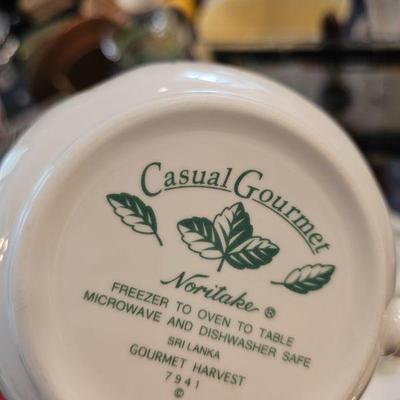 Casual Gourmet
Noritake ®
FREEZER TO OVEN TO TABLE
MICROWAVE AND DISHWASHER SAFE
SRI LANKA
GOURMET HARVEST
7941
©